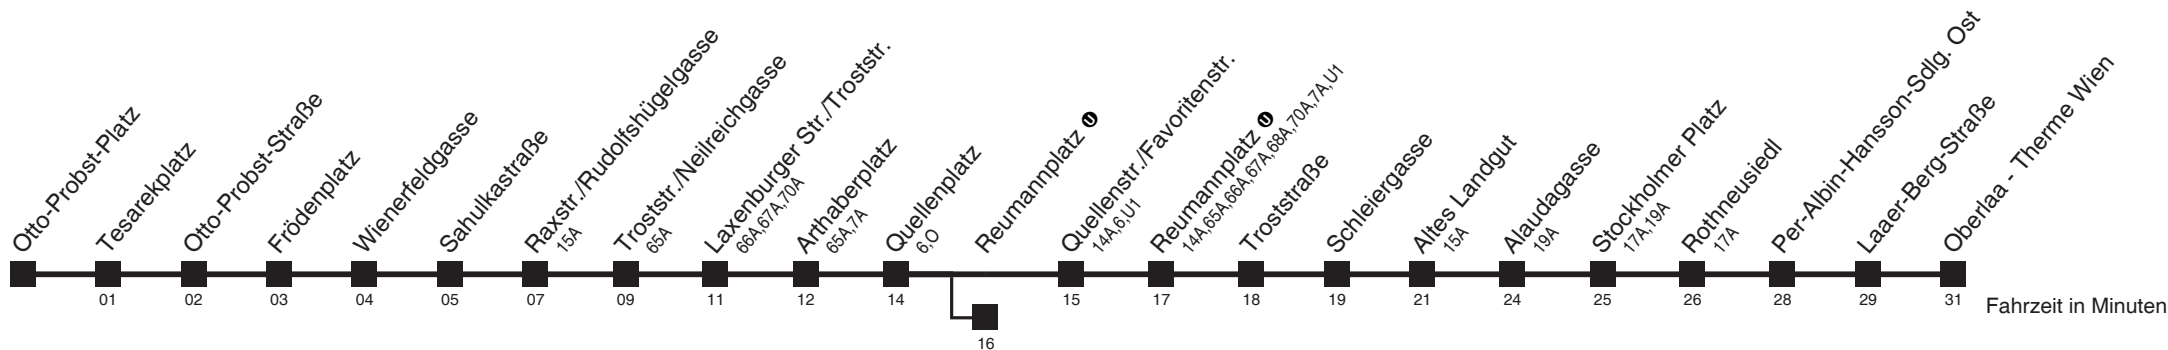 Otto-Probst-Platz
Tesarekplatz
01
Otto-Probst-Straße
02
Frödenplatz
03
Wienerfeldgasse
04
Sahulkastraße
05
Raxstr./Rudolfshügelgasse
15A
07
Troststr./Neilreichgasse
65A
09
Laxenburger Str./Troststr.
66A,67A,70A
11
Arthaberplatz
65A,7A
12
Quellenplatz
6,O
14
Reumannplatz U
16
Quellenstr./Favoritenstr.
14A,6,U1
15
Reumannplatz U
14A,65A,66A,67A,68A,70A,7A,U1
17
Troststraße
18
Schleiergasse
19
Altes Landgut
15A
21
Alaudagasse
19A
24
Stockholmer Platz
17A,19A
25
Rothneusiedl
17A
26
Per-Albin-Hansson-Sdlg. Ost
28
Laaer-Berg-Straße
29
Oberlaa - Therme Wien
31
Fahrzeit in Minuten